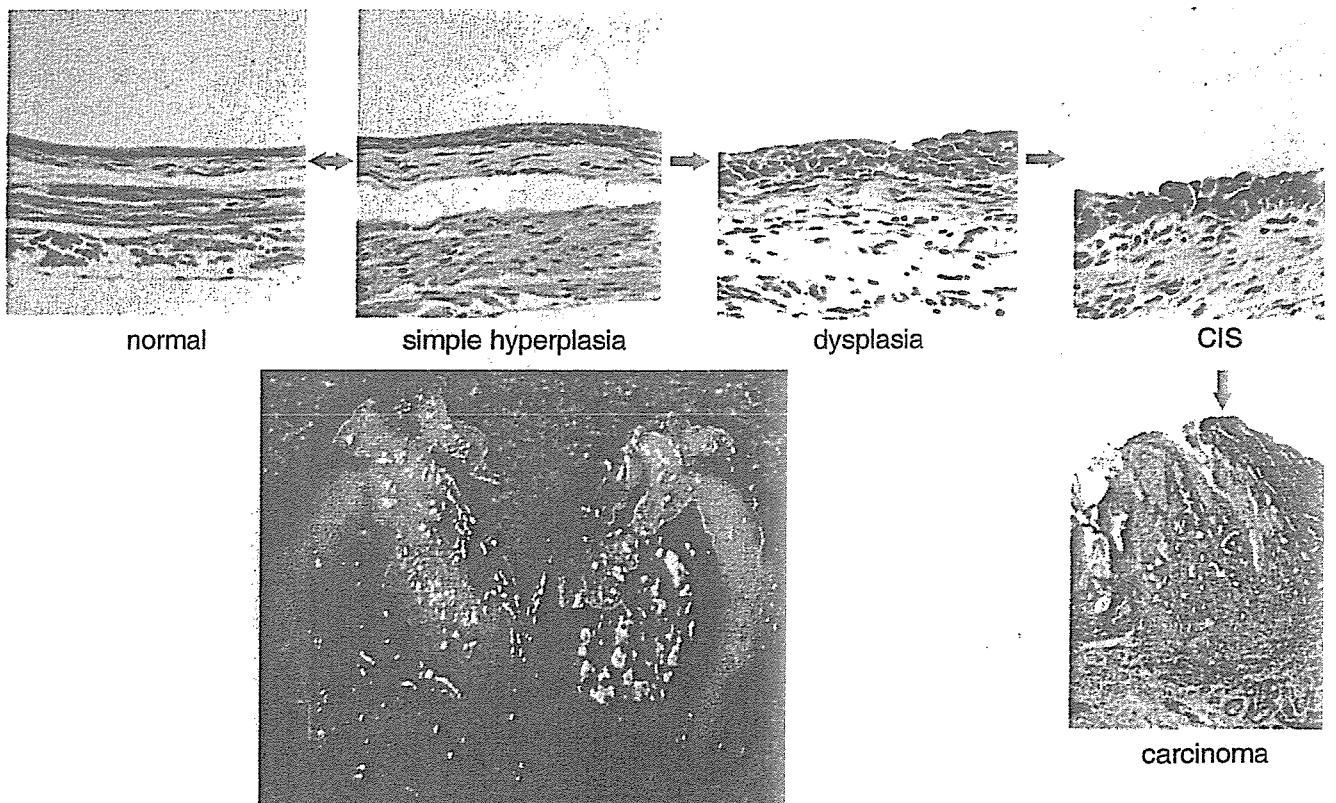 normal
simple hyperplasia
dysplasia
CIS
carcinoma